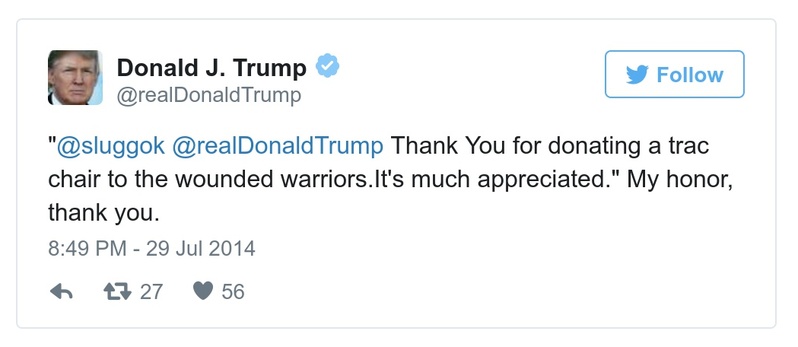 Donald J. Trump
@realDonaldTrump
Follow
"@sluggok @realDonaldTrump Thank You for donating a trac
chair to the wounded warriors.It's much appreciated." My honor,
thank you.
8:49 PM - 29 Jul 2014
27 56